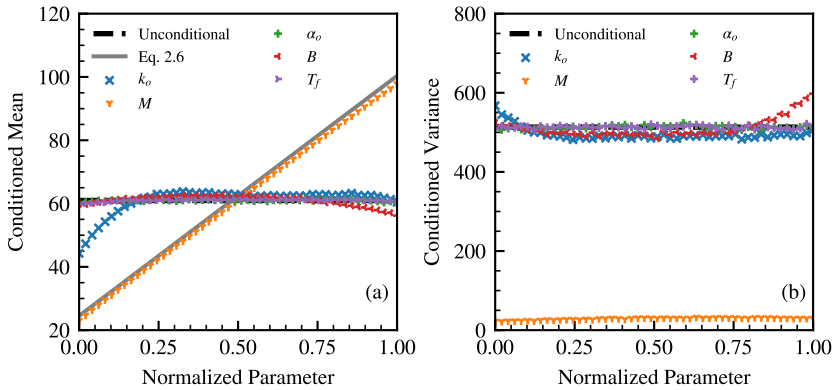 120
100
80
60
40
20
Conditioned Mean
Unconditional
Eq. 2.6
k_o
M
α_o
B
T_f
(a)
0.00 0.25 0.50 0.75 1.00
Normalized Parameter
800
600
400
200
0
Conditioned Variance
Unconditional
k_o
M
α_o
B
T_f
(b)
0.00 0.25 0.50 0.75 1.00
Normalized Parameter